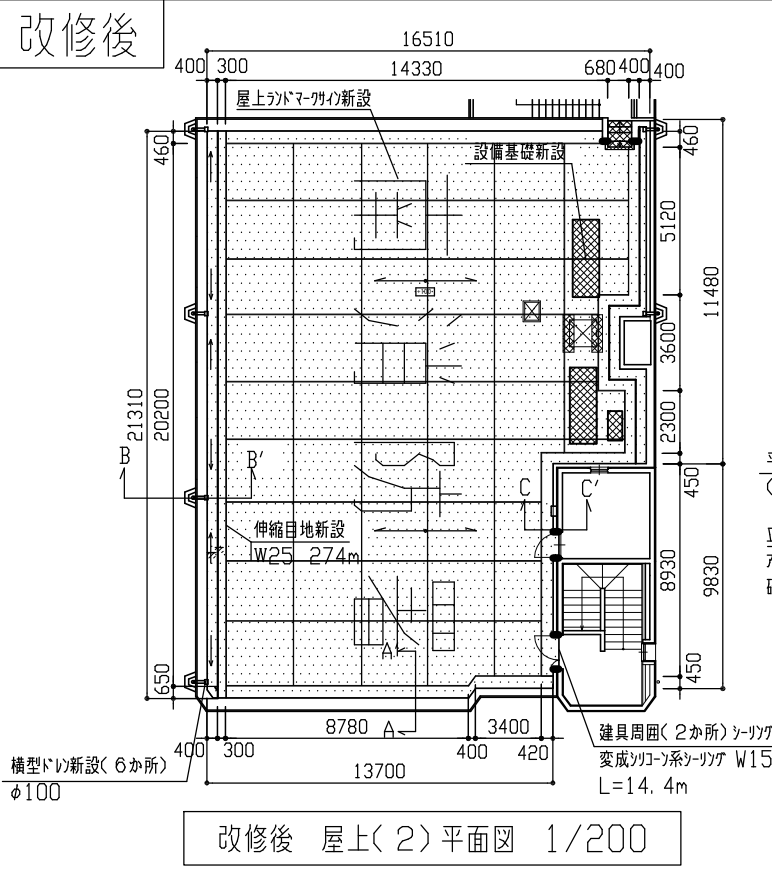 改修後
16510
400 300 14330 680 400 400
屋上ランドマークサイン新設
設備基礎新設
460
460
5120
11480
3600
2300
21310
20200
B B'
C C'
450
伸縮目地新設
W25 274m
8930
9830
650
A'
450
A
8780 3400
400 300 400 420
13700
横型ドレン新設(6か所)
φ100
建具周囲(2か所)シーリング
変成シリコーン系シーリング W15
L=14.4m
改修後 屋上(2)平面図 1/200